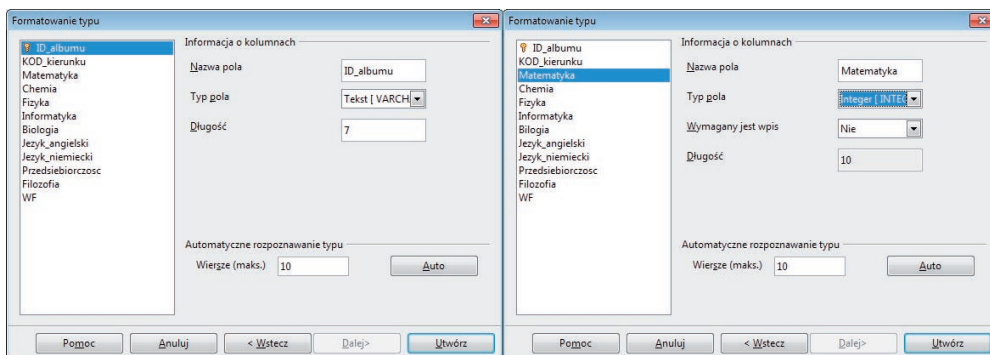 Formatowanie typu
ID_albumu
KOD_kierunku
Matematyka
Chemia
Fizyka
Informatyka
Biologia
Jezyk_angielski
Jezyk_niemiecki
Przedsiebiorczosc
Filozofia
WF
Informacja o kolumnach
Nazwa pola
ID_albumu
Typ pola
Tekst [ VARCH
Długość
7
Automatyczne rozpoznawanie typu
Wiersze (maks.)
10
Auto
Pomoc
Anuluj
< Wstecz
Dalej>
Utwórz
Formatowanie typu
ID_albumu
KOD_kierunku
Matematyka
Chemia
Fizyka
Informatyka
Bilogia
Jezyk_angielski
Jezyk_niemiecki
Przedsiebiorczosc
Filozofia
WF
Informacja o kolumnach
Nazwa pola
Matematyka
Typ pola
Integer [ INTEG
Wymagany jest wpis
Nie
Długość
10
Automatyczne rozpoznawanie typu
Wiersze (maks.)
10
Auto
Pomoc
Anuluj
< Wstecz
Dalej>
Utwórz